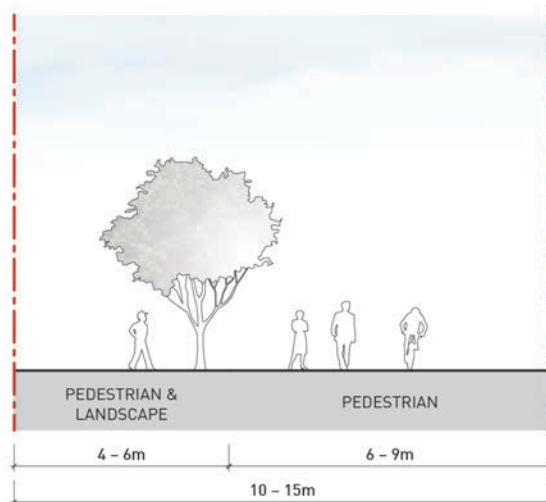 PEDESTRIAN &
LANDSCAPE
PEDESTRIAN
4 – 6m
6 – 9m
10 – 15m